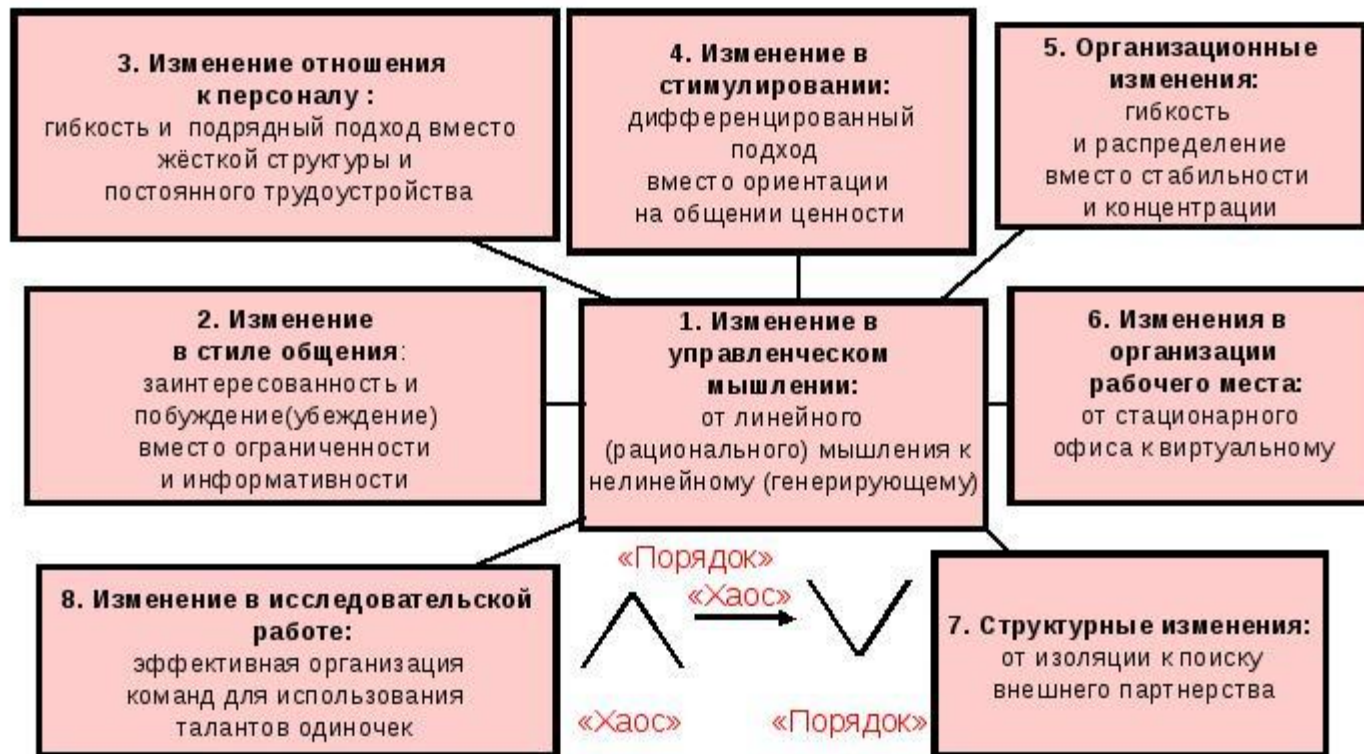 3. Изменение отношения
к персоналу :
гибкость и подрядный подход вместо
жёсткой структуры и
постоянного трудоустройства
4. Изменение в
стимулировании:
дифференцированный
подход
вместо ориентации
на общении ценности
5. Организационные
изменения:
гибкость
и распределение
вместо стабильности
и концентрации
2. Изменение
в стиле общения:
заинтересованность и
побуждение(убеждение)
вместо ограниченности
и информативности
1. Изменение в
управленческом
мышлении:
от линейного
(рационального) мышления к
нелинейному (генерирующему)
6. Изменения в
организации
рабочего места:
от стационарного
офиса к виртуальному
8. Изменение в исследовательской
работе:
эффективная организация
команд для использования
талантов одиночек
«Порядок»
«Хаос»
«Хаос»
«Порядок»
7. Структурные изменения:
от изоляции к поиску
внешнего партнерства